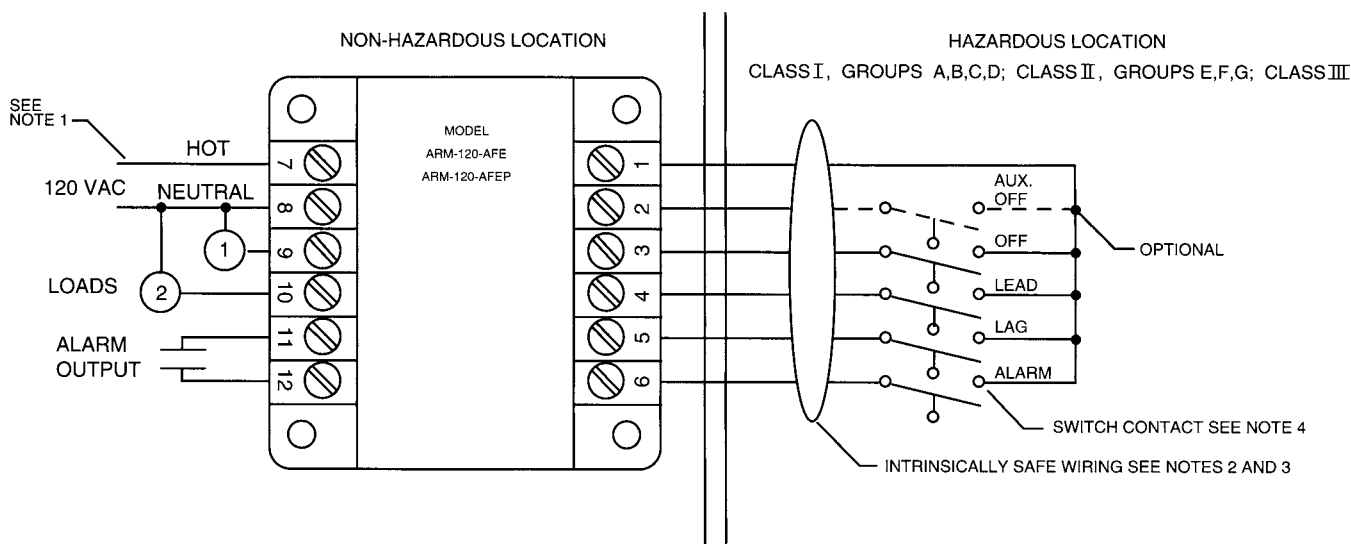 NON-HAZARDOUS LOCATION
HAZARDOUS LOCATION
CLASS I, GROUPS A,B,C,D; CLASS II, GROUPS E,F,G; CLASS III
SEE
NOTE 1
HOT
120 VAC
NEUTRAL
1
LOADS
2
ALARM
OUTPUT
7
8
9
10
11
12
MODEL
ARM-120-AFE
ARM-120-AFEP
1
2
3
4
5
6
AUX.
OFF
OFF
LEAD
LAG
ALARM
OPTIONAL
SWITCH CONTACT SEE NOTE 4
INTRINSICALLY SAFE WIRING SEE NOTES 2 AND 3